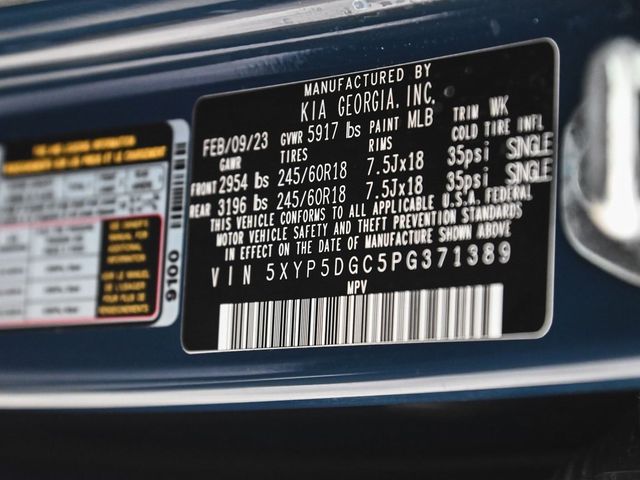 MANUFACTURED BY
KIA GEORGIA, INC.
FEB/09/23 GVWR 5917 lbs PAINT MLB TRIM WK
GAWR TIRES RIMS COLD TIRE INFL
FRONT 2954 lbs 245/60R18 7.5Jx18 35psi SINGLE
REAR 3196 lbs 245/60R18 7.5Jx18 35psi SINGLE
THIS VEHICLE CONFORMS TO ALL APPLICABLE U.S.A. FEDERAL
MOTOR VEHICLE SAFETY AND THEFT PREVENTION STANDARDS
IN EFFECT ON THE DATE OF MANUFACTURE SHOWN ABOVE
VIN 5XYP5DGC5PG371389
MPV
9100